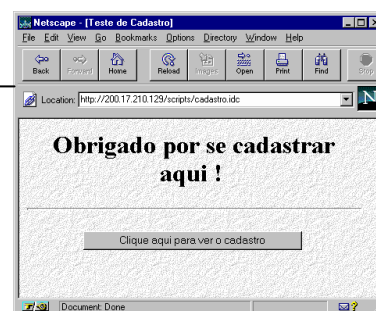 Netscape - [Teste de Cadastro]
File Edit View Go Bookmarks Options Directory Window Help
Back Forward Home Reload Images Open Print Find Stop
Location: http://200.17.210.129/scripts/cadastro.idc
N
Obrigado por se cadastrar
aqui !
Clique aqui para ver o cadastro
Document: Done